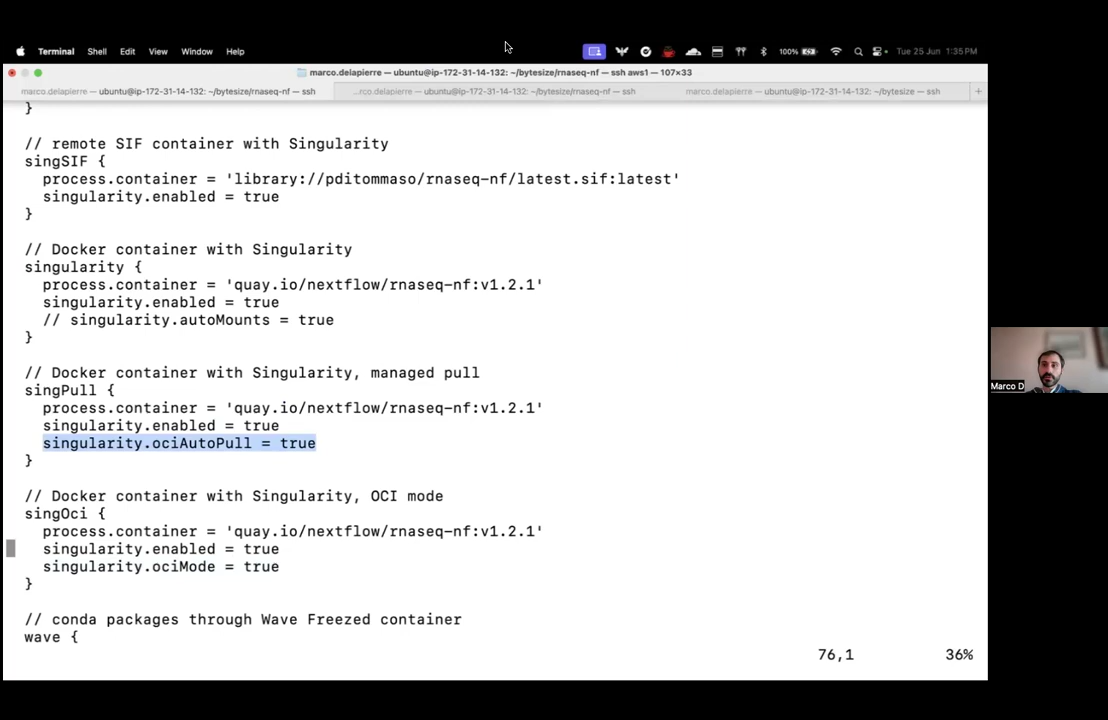 Terminal Shell Edit View Window Help 100% Tue 25 Jun 1:35 PM
marco.delapierre — ubuntu@ip-172-31-14-132: ~/bytesize/rnaseq-nf — ssh aws1 — 107×33
marco.delapierre — ubuntu@ip-172-31-14-132: ~/bytesize/rnaseq-nf — ssh ...rco.delapierre — ubuntu@ip-172-31-14-132: ~/bytesize/rnaseq-nf — ssh marco.delapierre — ubuntu@ip-172-31-14-132: ~/bytesize — ssh +
}
// remote SIF container with Singularity
singSIF {
process.container = 'library://pditommaso/rnaseq-nf/latest.sif:latest'
singularity.enabled = true
}
// Docker container with Singularity
singularity {
process.container = 'quay.io/nextflow/rnaseq-nf:v1.2.1'
singularity.enabled = true
// singularity.autoMounts = true
}
// Docker container with Singularity, managed pull
singPull {
process.container = 'quay.io/nextflow/rnaseq-nf:v1.2.1'
singularity.enabled = true
singularity.ociAutoPull = true
}
// Docker container with Singularity, OCI mode
singOci {
process.container = 'quay.io/nextflow/rnaseq-nf:v1.2.1'
singularity.enabled = true
singularity.ociMode = true
}
// conda packages through Wave Freezed container
wave {
76,1 36%
Marco D